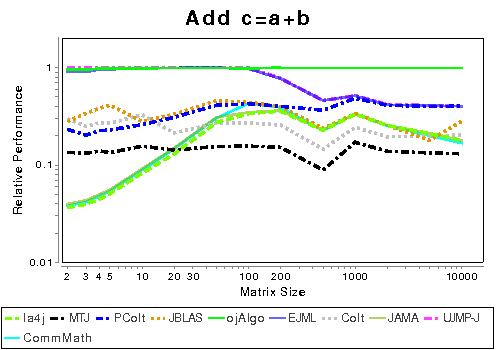 Add c=a+b
Relative Performance
1
0.1
0.01
2 3 4 5 10 20 30 100 200 1000 2000 10000
Matrix Size
la4j MTJ PColt JBLAS ojAlgo EJML Colt JAMA UJMP-J
CommMath